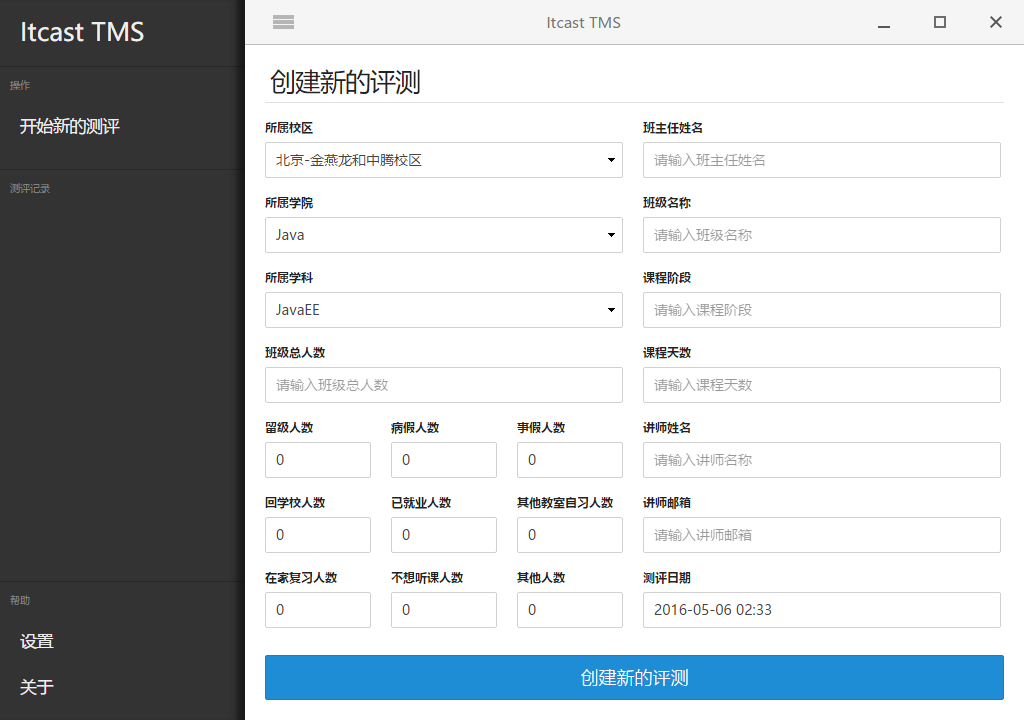 Itcast TMS
操作
开始新的测评
测评记录
帮助
设置
关于
Itcast TMS
创建新的评测
所属校区
北京-金燕龙和中腾校区
班主任姓名
请输入班主任姓名
所属学院
Java
班级名称
请输入班级名称
所属学科
JavaEE
课程阶段
请输入课程阶段
班级总人数
请输入班级总人数
课程天数
请输入课程天数
留级人数 病假人数 事假人数 讲师姓名
0 0 0 请输入讲师名称
回学校人数 已就业人数 其他教室自习人数 讲师邮箱
0 0 0 请输入讲师邮箱
在家复习人数 不想听课人数 其他人数 测评日期
0 0 0 2016-05-06 02:33
创建新的评测